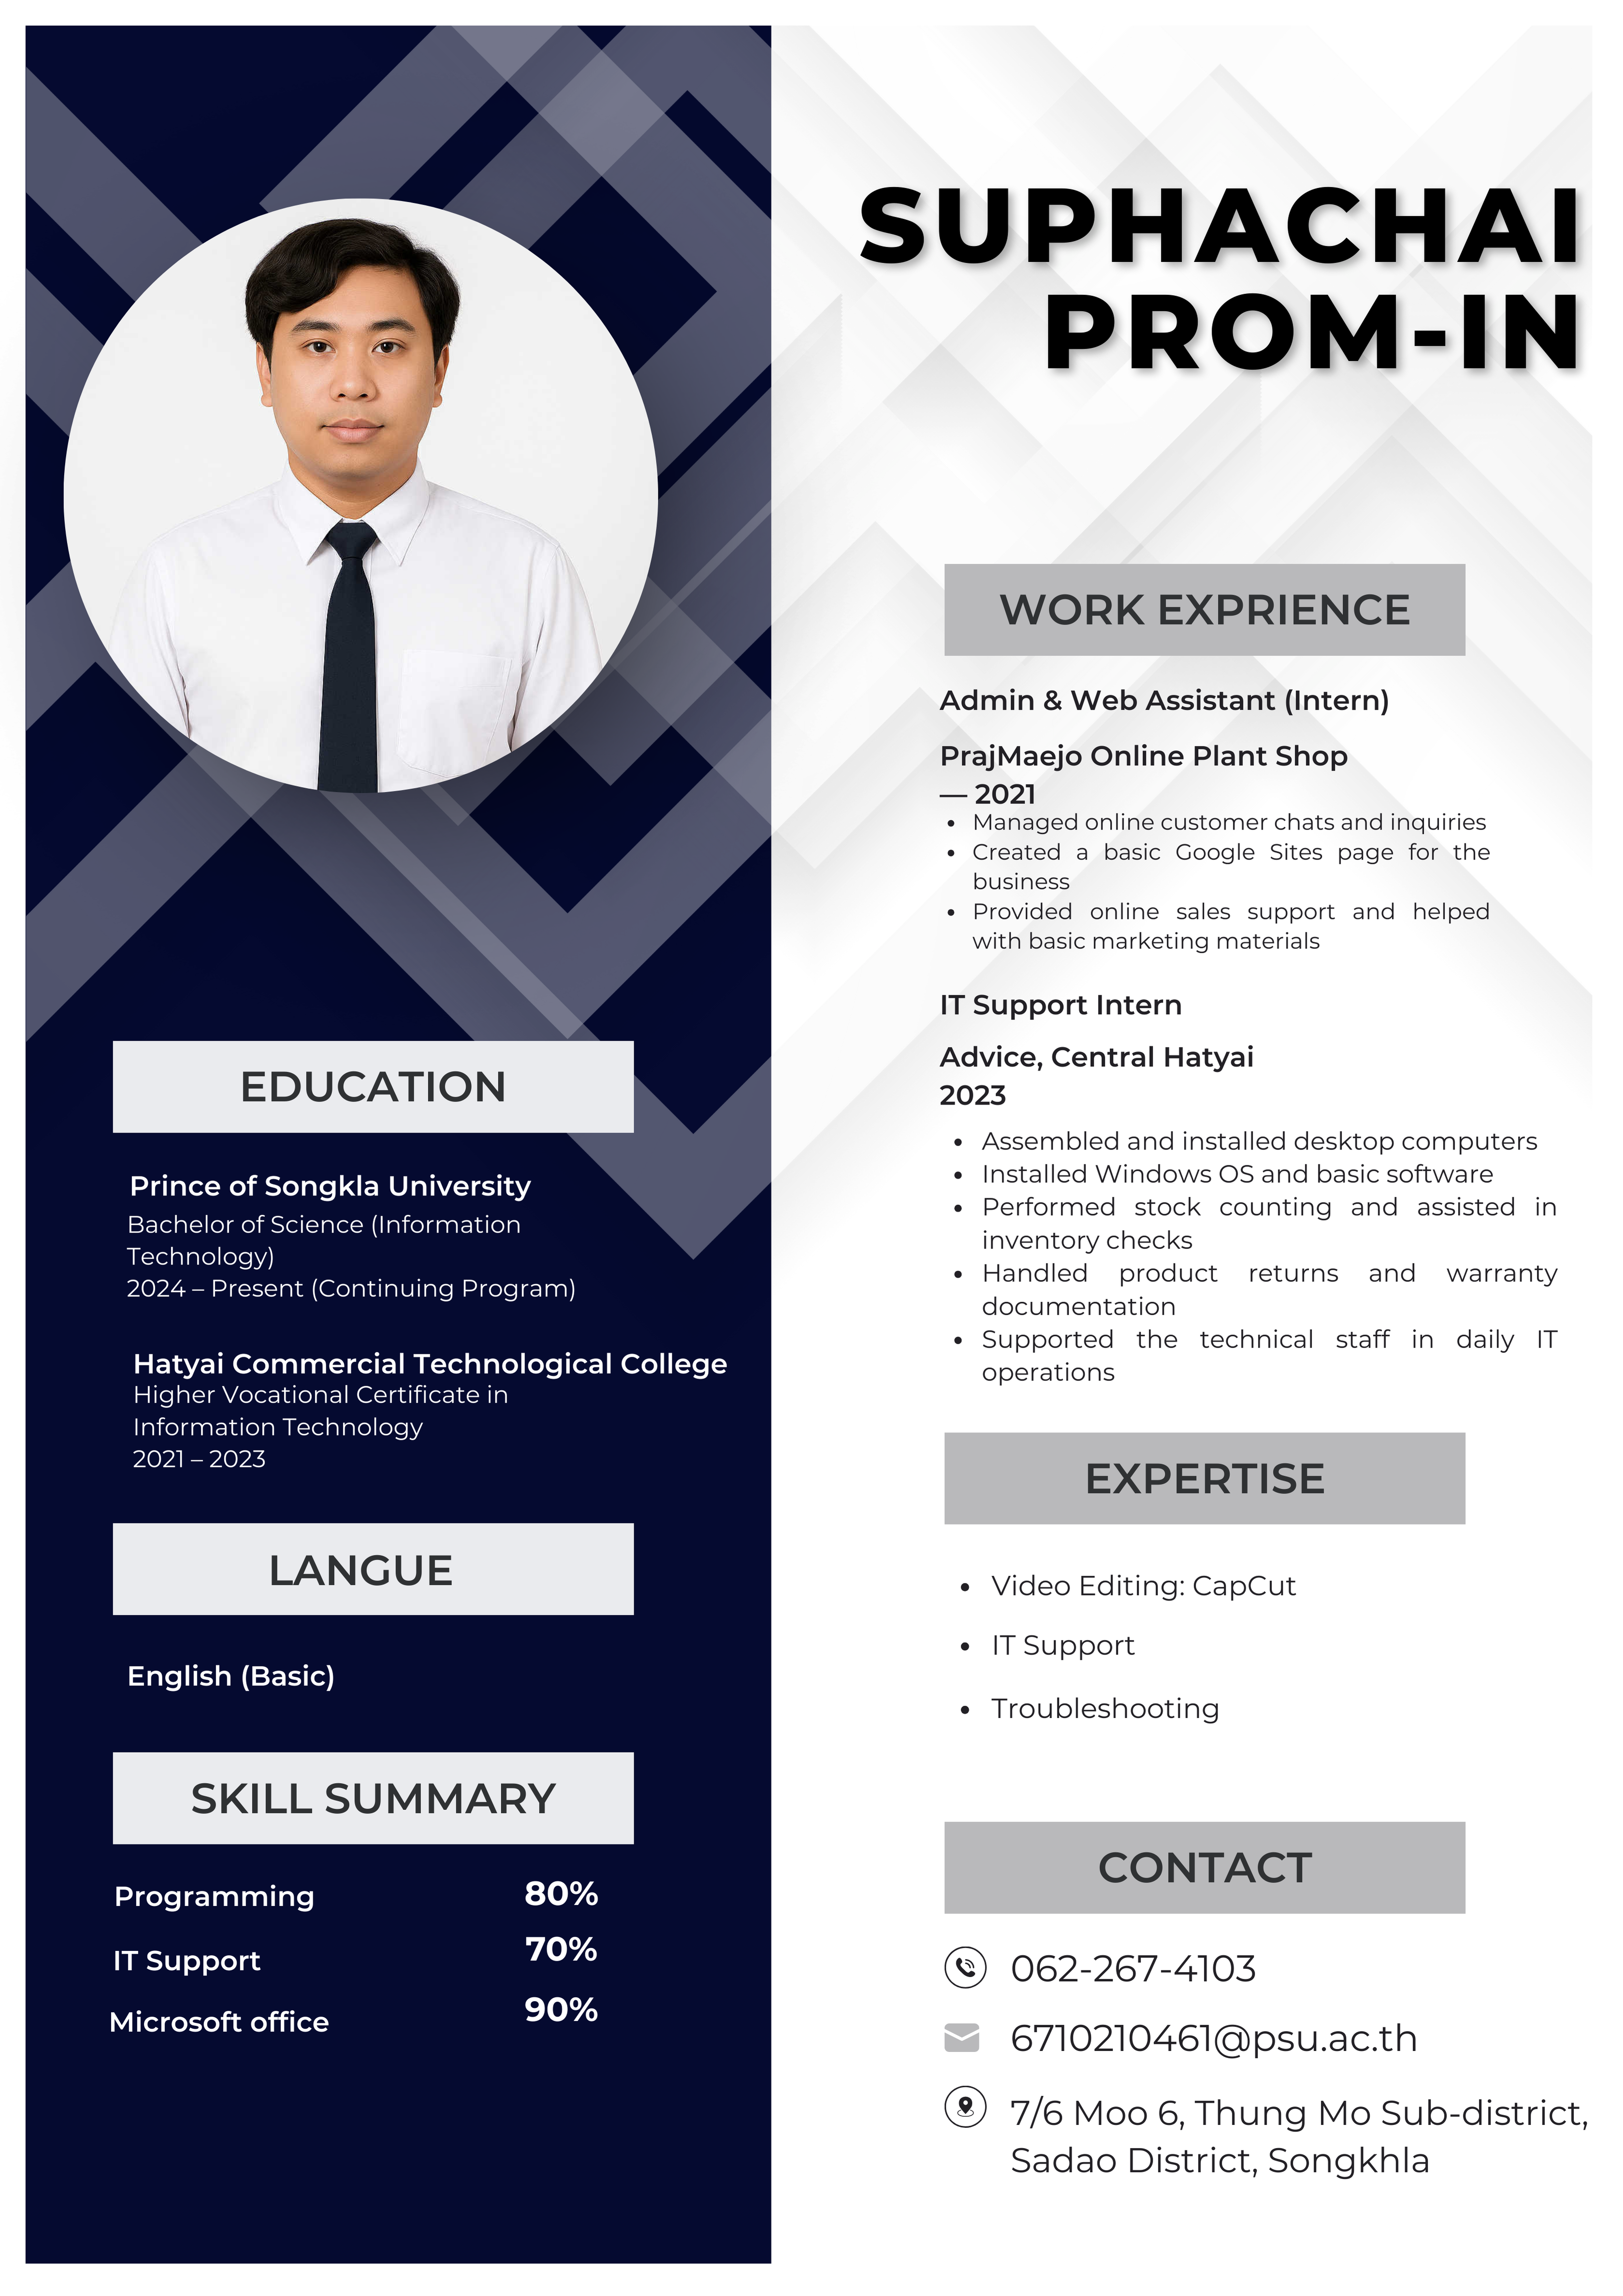 SUPHACHAI
PROM-IN
EDUCATION
Prince of Songkla University
Bachelor of Science (Information
Technology)
2024 – Present (Continuing Program)
Hatyai Commercial Technological College
Higher Vocational Certificate in
Information Technology
2021 – 2023
LANGUE
English (Basic)
SKILL SUMMARY
Programming 80%
IT Support 70%
Microsoft office 90%
WORK EXPRIENCE
Admin & Web Assistant (Intern)
PrajMaejo Online Plant Shop
— 2021
• Managed online customer chats and inquiries
• Created a basic Google Sites page for the
business
• Provided online sales support and helped
with basic marketing materials
IT Support Intern
Advice, Central Hatyai
2023
• Assembled and installed desktop computers
• Installed Windows OS and basic software
• Performed stock counting and assisted in
inventory checks
• Handled product returns and warranty
documentation
• Supported the technical staff in daily IT
operations
EXPERTISE
• Video Editing: CapCut
• IT Support
• Troubleshooting
CONTACT
062-267-4103
6710210461@psu.ac.th
7/6 Moo 6, Thung Mo Sub-district,
Sadao District, Songkhla